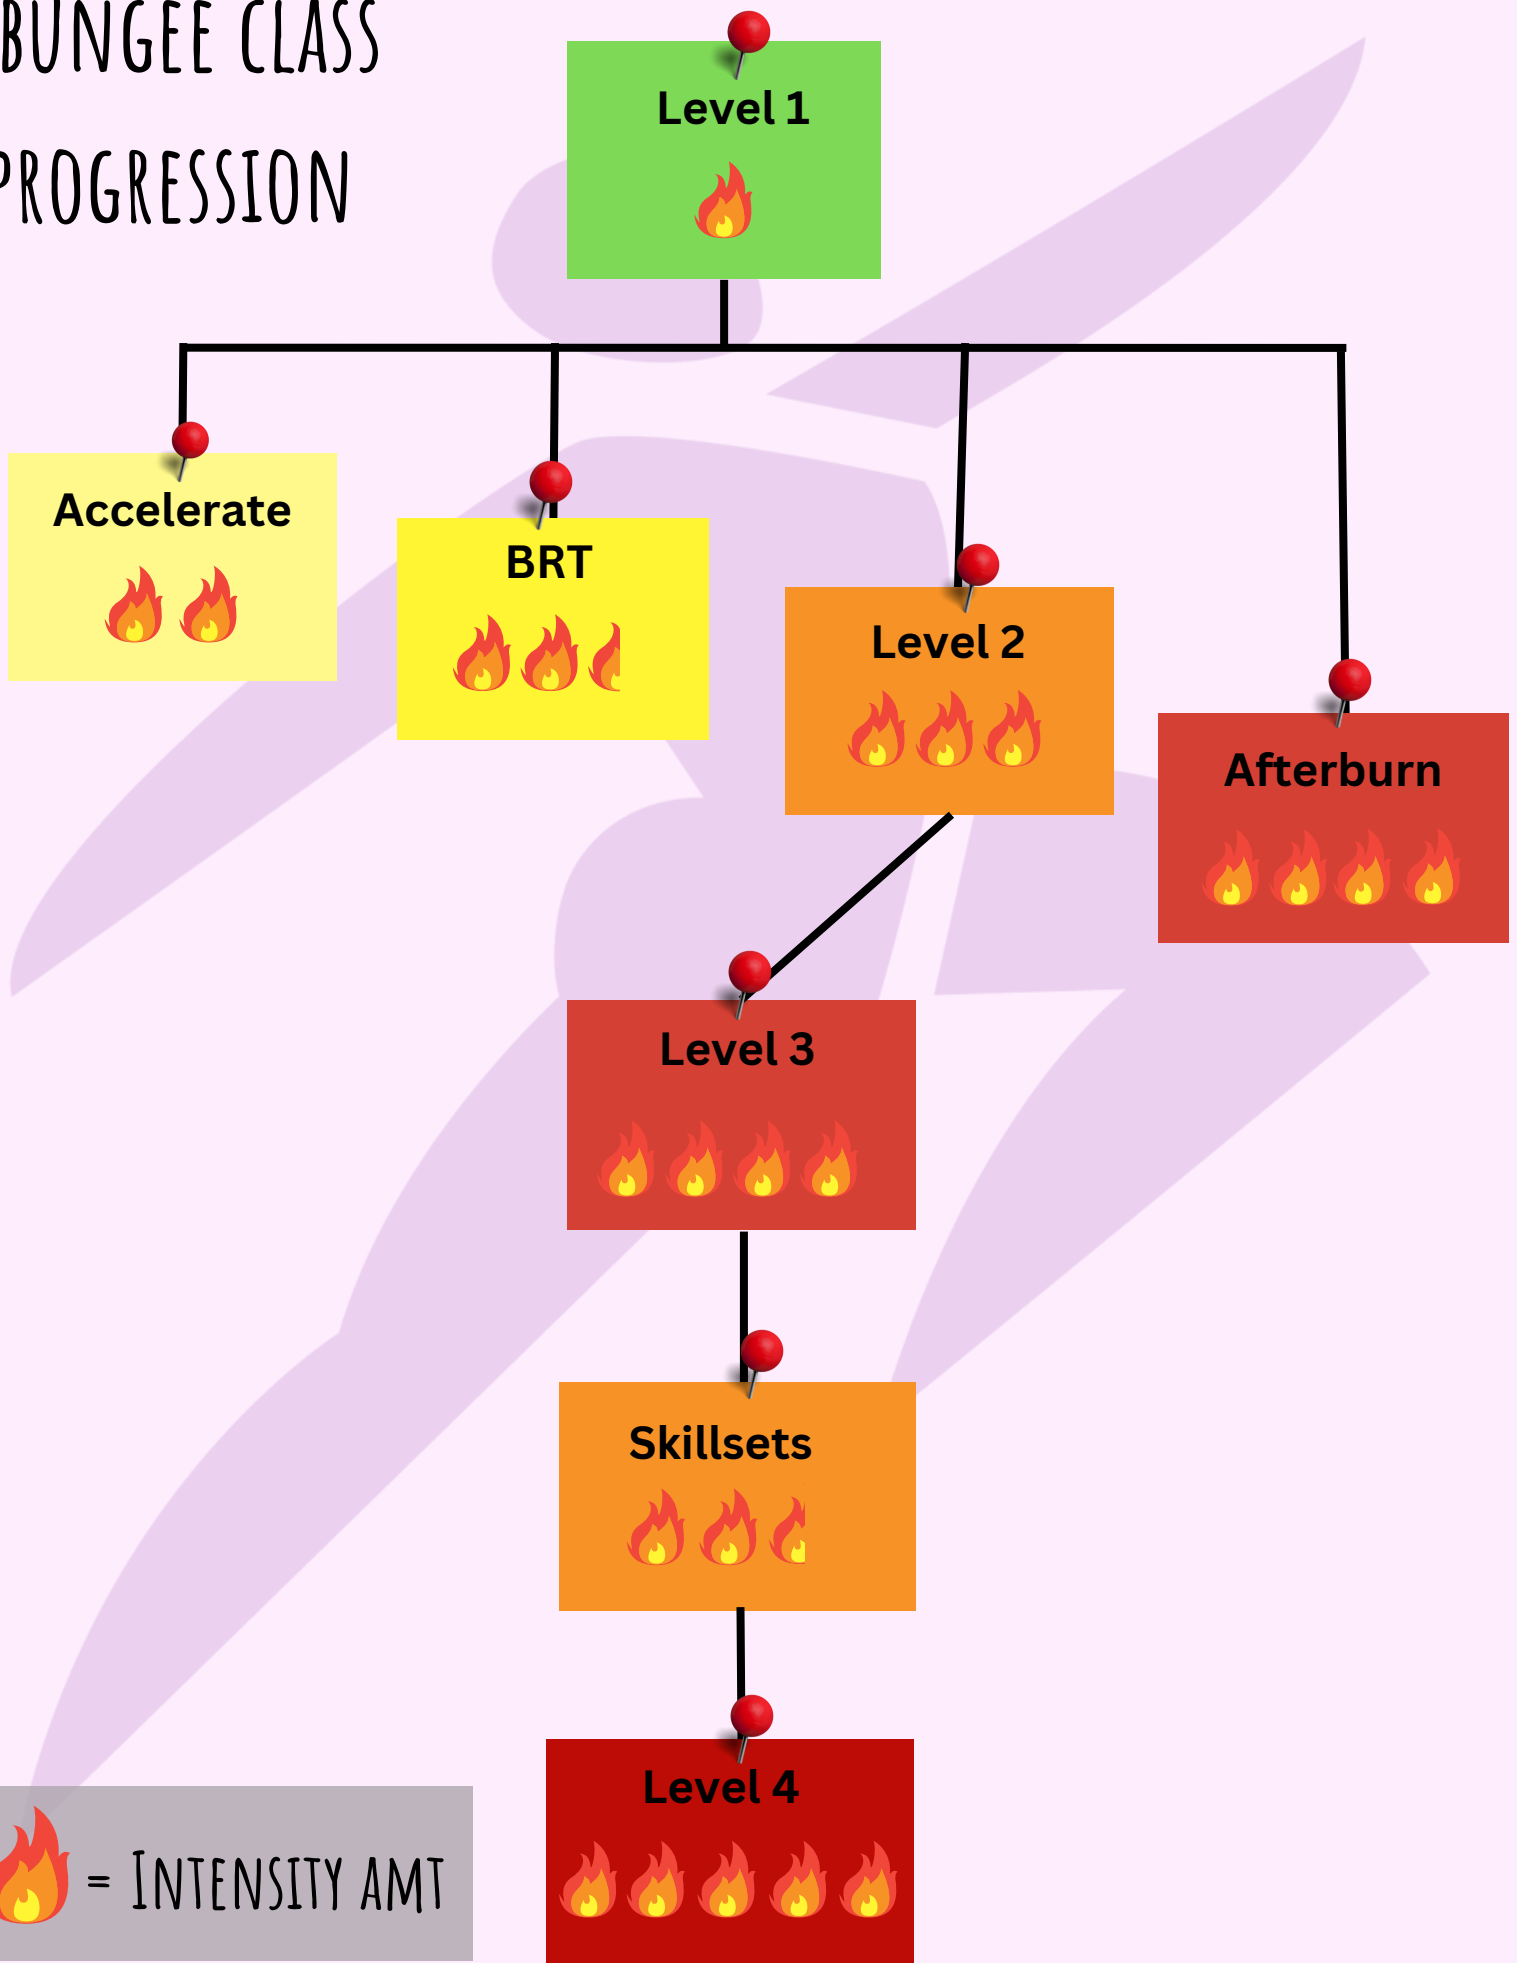 BUNGEE CLASS
PROGRESSION
Level 1
Accelerate
BRT
Level 2
Afterburn
Level 3
Skillsets
Level 4
= INTENSITY AMT